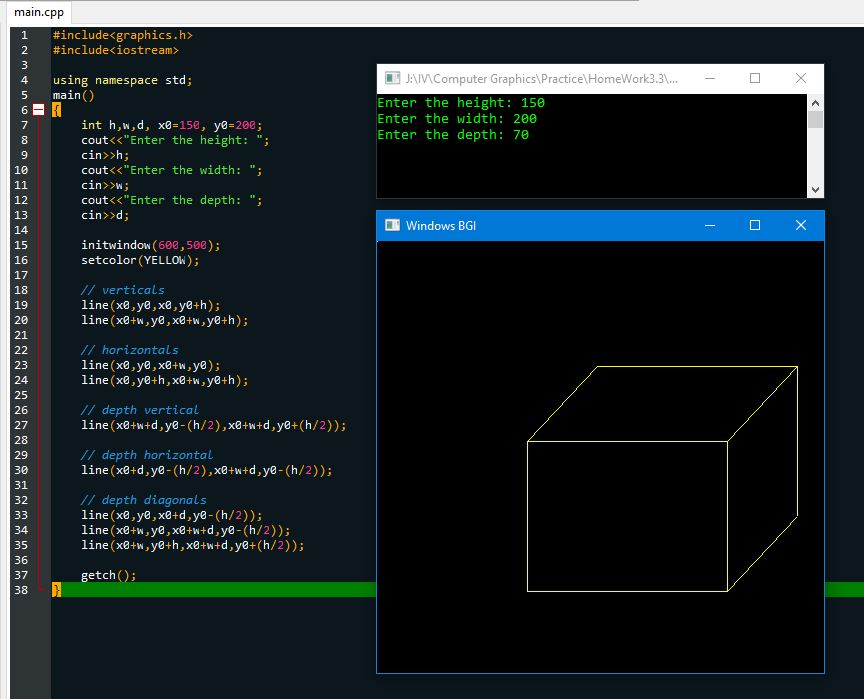 main.cpp
1 #include<graphics.h>
2 #include<iostream>
3
4 using namespace std;
5 main()
6 {
7 int h,w,d, x0=150, y0=200;
8 cout<<"Enter the height: ";
9 cin>>h;
10 cout<<"Enter the width: ";
11 cin>>w;
12 cout<<"Enter the depth: ";
13 cin>>d;
14
15 initwindow(600,500);
16 setcolor(YELLOW);
17
18 // verticals
19 line(x0,y0,x0,y0+h);
20 line(x0+w,y0,x0+w,y0+h);
21
22 // horizontals
23 line(x0,y0,x0+w,y0);
24 line(x0,y0+h,x0+w,y0+h);
25
26 // depth vertical
27 line(x0+w+d,y0-(h/2),x0+w+d,y0+(h/2));
28
29 // depth horizontal
30 line(x0+d,y0-(h/2),x0+w+d,y0-(h/2));
31
32 // depth diagonals
33 line(x0,y0,x0+d,y0-(h/2));
34 line(x0+w,y0,x0+w+d,y0-(h/2));
35 line(x0+w,y0+h,x0+w+d,y0+(h/2));
36
37 getch();
38 }
J:\IV\Computer Graphics\Practice\HomeWork3.3\...
Enter the height: 150
Enter the width: 200
Enter the depth: 70
Windows BGI